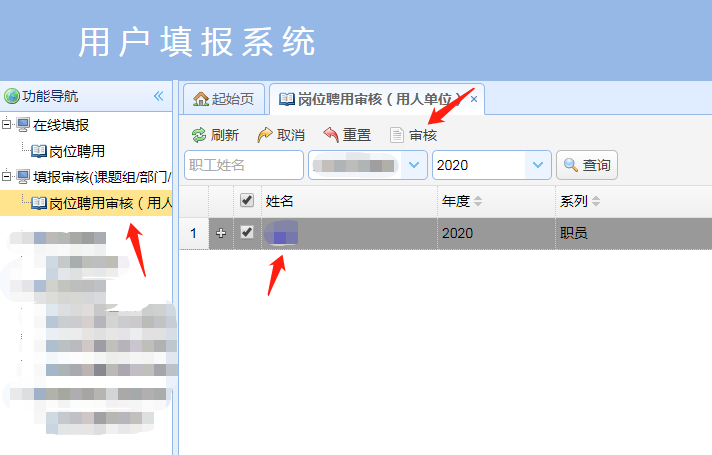 用户填报系统
功能导航
起始页
岗位聘用审核（用人单位）
在线填报
岗位聘用
填报审核(课题组/部门/
岗位聘用审核（用人
刷新
取消
重置
审核
职工姓名
2020
查询
姓名
年度
系列
1
2020
职员